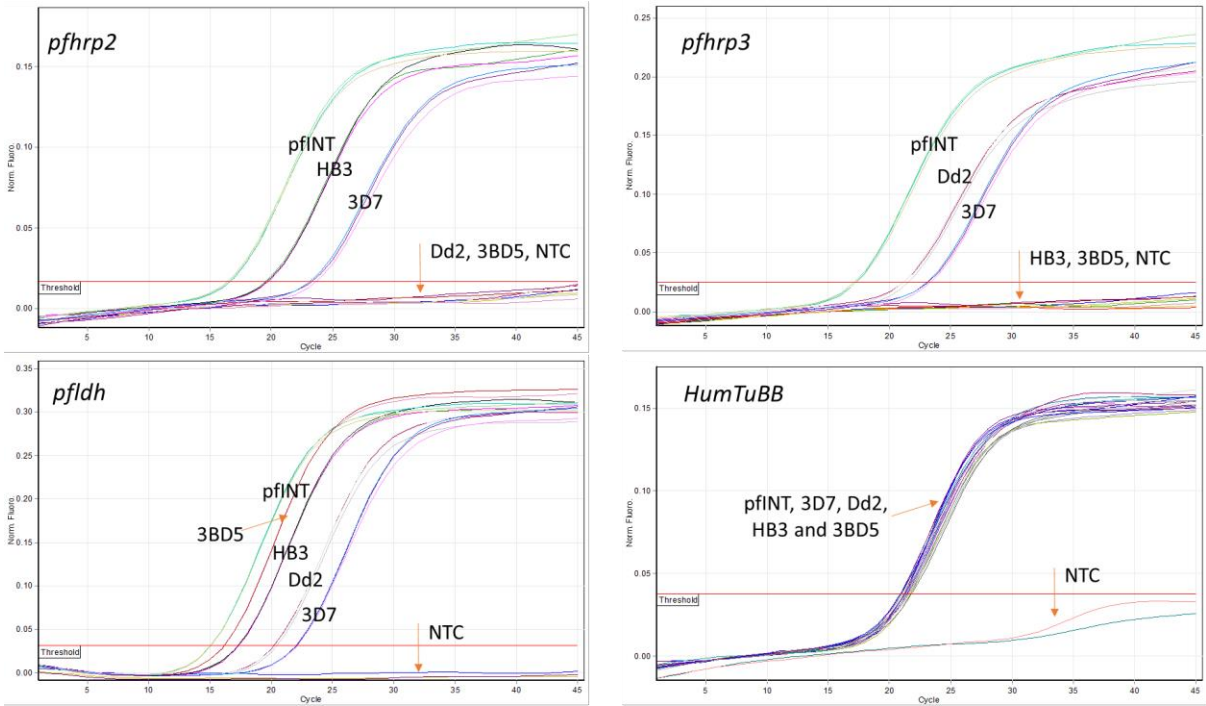 pfhrp2
0.15
0.10
0.05
0.00
Norm. Fluoro.
pfINT
HB3
3D7
Dd2, 3BD5, NTC
Threshold
5 10 15 20 25 30 35 40 45
Cycle
pfhrp3
0.25
0.20
0.15
0.10
0.05
0.00
Norm. Fluoro.
pfINT
Dd2
3D7
HB3, 3BD5, NTC
Threshold
5 10 15 20 25 30 35 40 45
Cycle
pfldh
0.35
0.30
0.25
0.20
0.15
0.10
0.05
0.00
Norm. Fluoro.
pfINT
3BD5
HB3
Dd2
3D7
NTC
Threshold
5 10 15 20 25 30 35 40 45
Cycle
HumTuBB
0.15
0.10
0.05
0.00
Norm. Fluoro.
pfINT, 3D7, Dd2,
HB3 and 3BD5
NTC
Threshold
5 10 15 20 25 30 35 40 45
Cycle